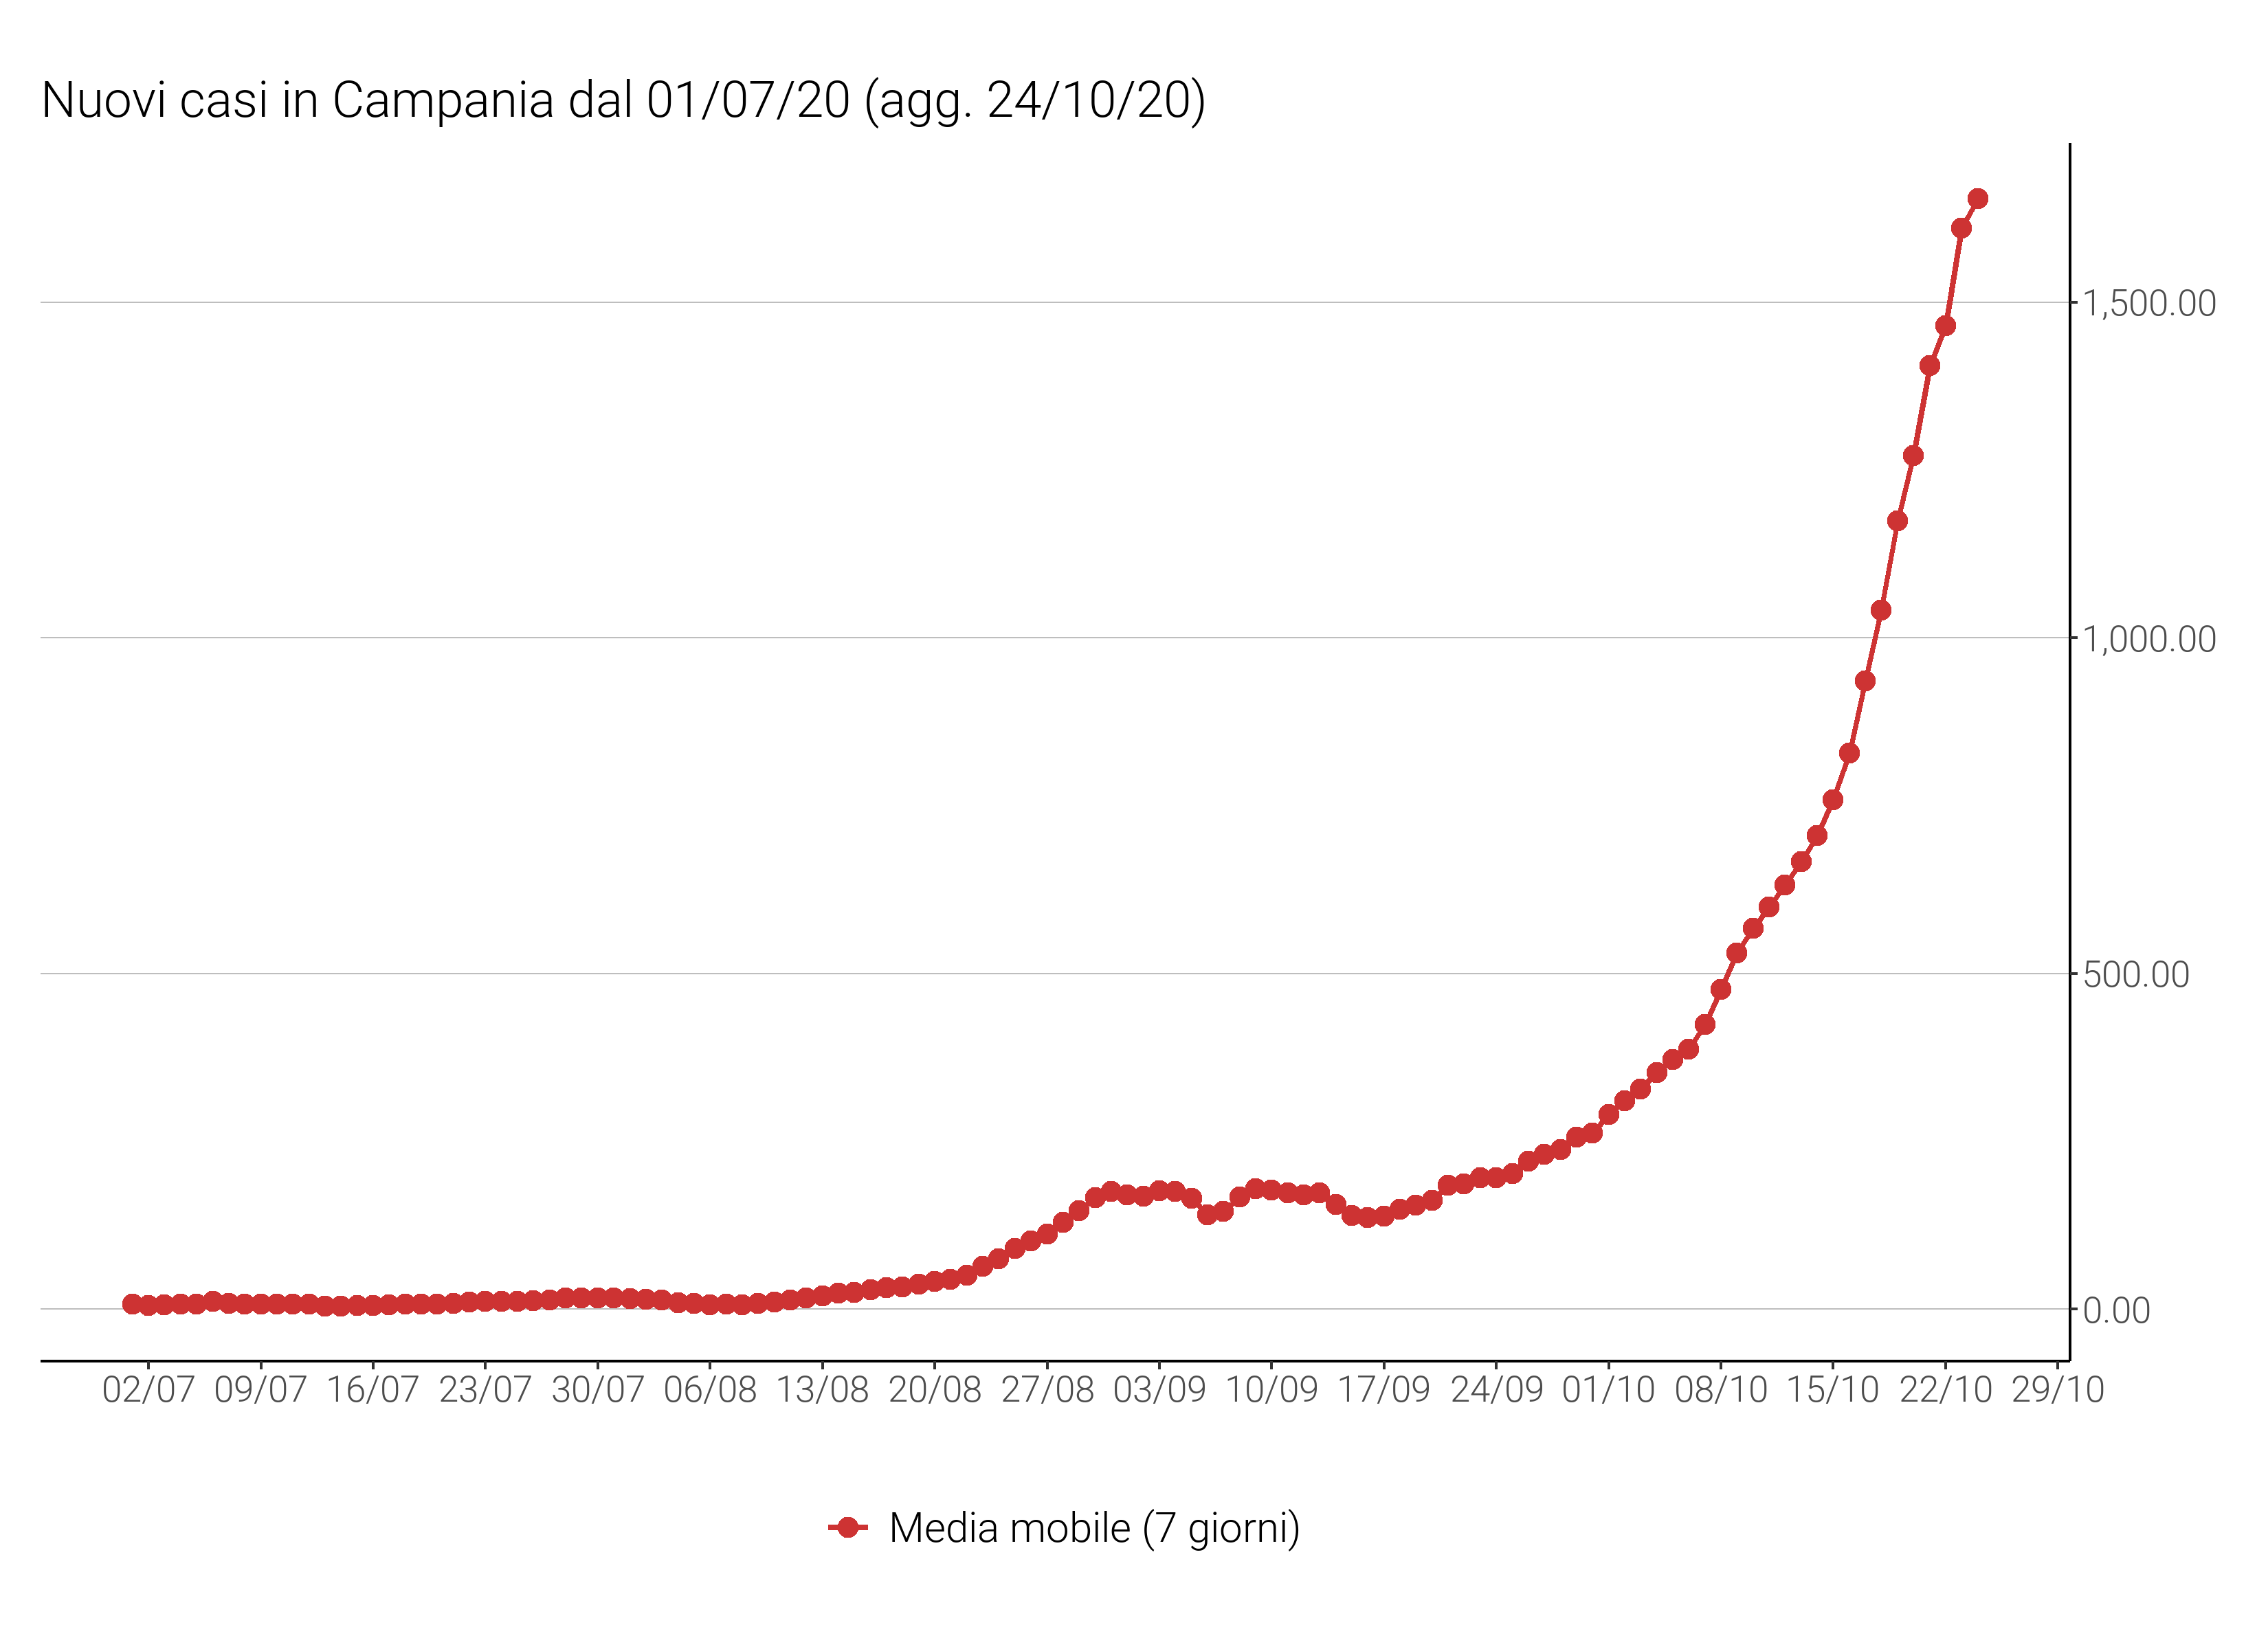 Nuovi casi in Campania dal 01/07/20 (agg. 24/10/20)
1,500.00
1,000.00
500.00
0.00
02/07 09/07 16/07 23/07 30/07 06/08 13/08 20/08 27/08 03/09 10/09 17/09 24/09 01/10 08/10 15/10 22/10 29/10
Media mobile (7 giorni)